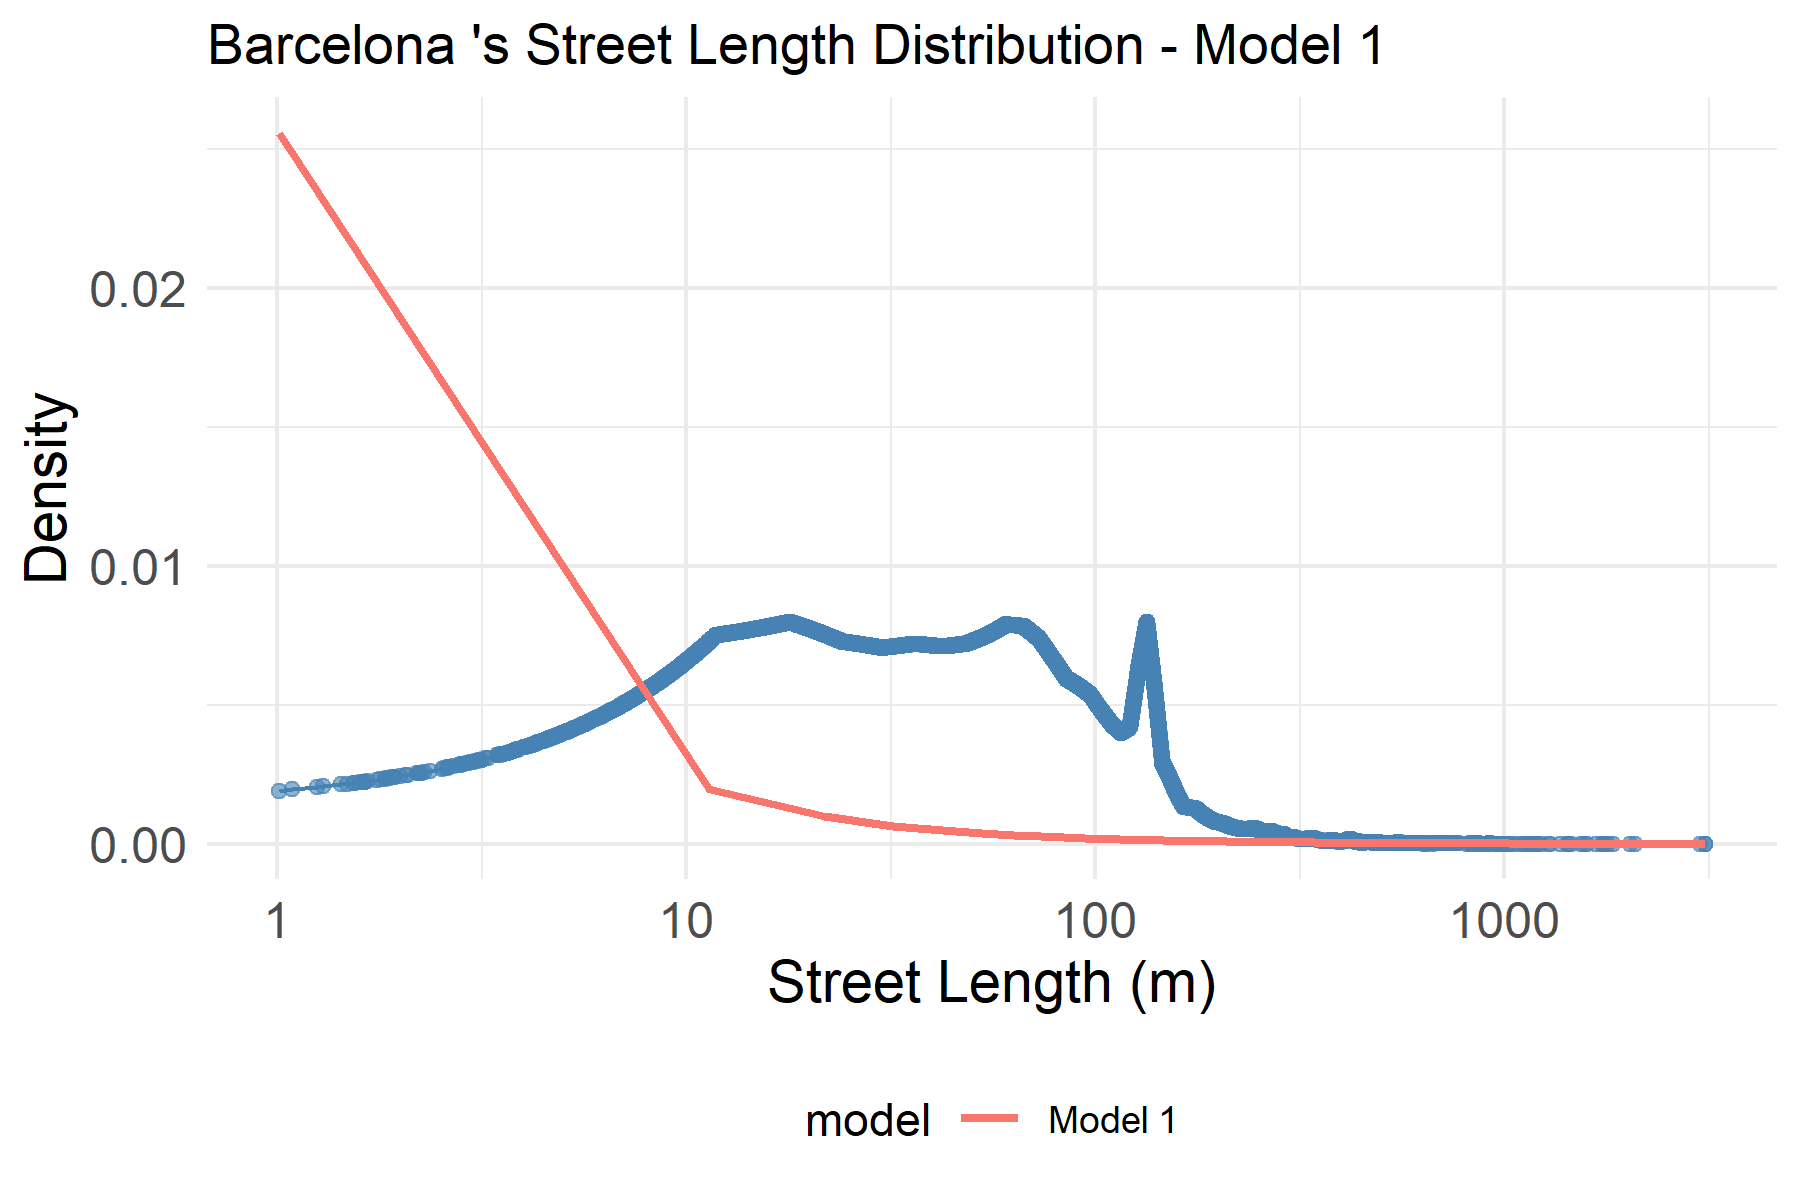 Barcelona 's Street Length Distribution - Model 1
Density
0.02
0.01
0.00
1 10 100 1000
Street Length (m)
model Model 1